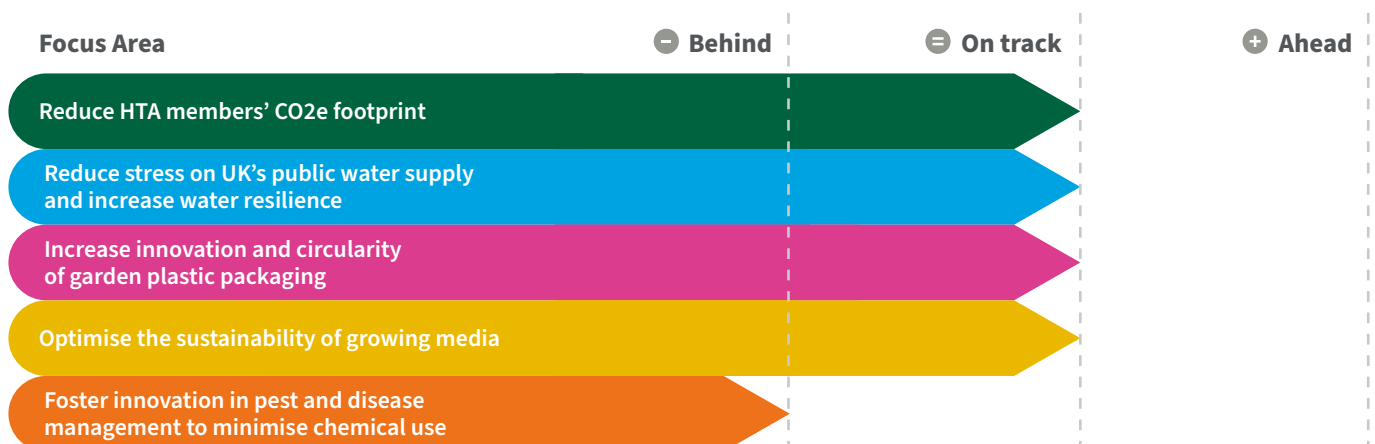 Focus Area
− Behind
= On track
+ Ahead
Reduce HTA members’ CO2e footprint
Reduce stress on UK’s public water supply
and increase water resilience
Increase innovation and circularity
of garden plastic packaging
Optimise the sustainability of growing media
Foster innovation in pest and disease
management to minimise chemical use